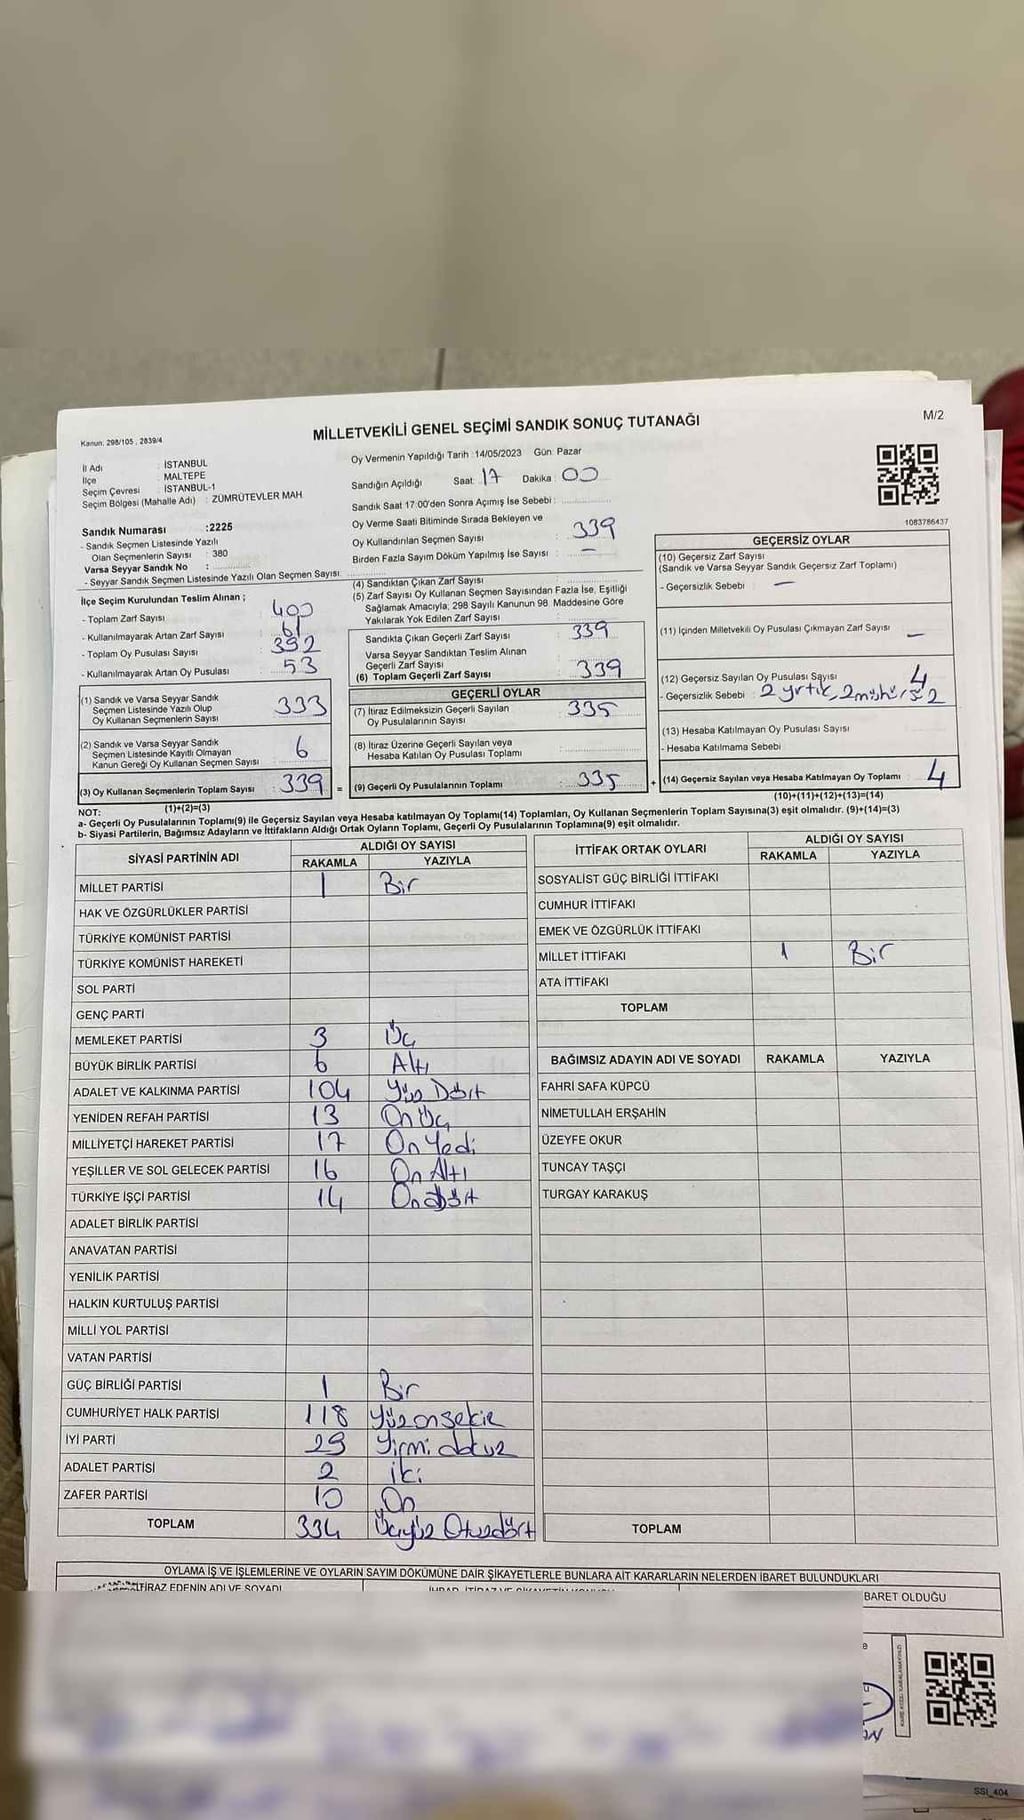 Kanun: 298/105 , 2839/4
MİLLETVEKİLİ GENEL SEÇİMİ SANDIK SONUÇ TUTANAĞI
M/2
İl Adı : İSTANBUL
İlçe : MALTEPE
Seçim Çevresi : İSTANBUL-1
Seçim Bölgesi (Mahalle Adı) : ZÜMRÜTEVLER MAH
Sandık Numarası :2225
- Sandık Seçmen Listesinde Yazılı
Olan Seçmenlerin Sayısı : 380
Varsa Seyyar Sandık No :
- Seyyar Sandık Seçmen Listesinde Yazılı Olan Seçmen Sayısı:
İlçe Seçim Kurulundan Teslim Alınan ;
- Toplam Zarf Sayısı : 400
- Kullanılmayarak Artan Zarf Sayısı : 61
- Toplam Oy Pusulası Sayısı : 392
- Kullanılmayarak Artan Oy Pusulası : 53
(1) Sandık ve Varsa Seyyar Sandık
Seçmen Listesinde Yazılı Olup
Oy Kullanan Seçmenlerin Sayısı : 333
(2) Sandık ve Varsa Seyyar Sandık
Seçmen Listesinde Kayıtlı Olmayan
Kanun Gereği Oy Kullanan Seçmen Sayısı : 6
(3) Oy Kullanan Seçmenlerin Toplam Sayısı : 339 =
(1)+(2)=(3)
Oy Vermenin Yapıldığı Tarih :14/05/2023 Gün: Pazar
Sandığın Açıldığı Saat: 17 Dakika : 00
Sandık Saat 17:00'den Sonra Açımış İse Sebebi :
Oy Verme Saati Bitiminde Sırada Bekleyen ve
Oy Kullandırılan Seçmen Sayısı : 339
Birden Fazla Sayım Döküm Yapılmış İse Sayısı : –
(4) Sandıktan Çıkan Zarf Sayısı
(5) Zarf Sayısı Oy Kullanan Seçmen Sayısından Fazla İse, Eşitliği
Sağlamak Amacıyla; 298 Sayılı Kanunun 98. Maddesine Göre
Yakılarak Yok Edilen Zarf Sayısı :
Sandıkta Çıkan Geçerli Zarf Sayısı : 339
Varsa Seyyar Sandıktan Teslim Alınan
Geçerli Zarf Sayısı
(6) Toplam Geçerli Zarf Sayısı : 339
GEÇERLİ OYLAR
(7) İtiraz Edilmeksizin Geçerli Sayılan
Oy Pusulalarının Sayısı : 335
(8) İtiraz Üzerine Geçerli Sayılan veya
Hesaba Katılan Oy Pusulası Toplamı :
(9) Geçerli Oy Pusulalarının Toplamı : 335 +
1083786437
GEÇERSİZ OYLAR
(10) Geçersiz Zarf Sayısı
(Sandık ve Varsa Seyyar Sandık Geçersiz Zarf Toplamı)
- Geçersizlik Sebebi : –
(11) İçinden Milletvekili Oy Pusulası Çıkmayan Zarf Sayısı –
(12) Geçersiz Sayılan Oy Pusulası Sayısı 4
- Geçersizlik Sebebi : 2 yrtık, 2
(13) Hesaba Katılmayan Oy Pusulası Sayısı
- Hesaba Katılmama Sebebi
(14) Geçersiz Sayılan veya Hesaba Katılmayan Oy Toplamı : 4
(10)+(11)+(12)+(13)=(14)
NOT:
a- Geçerli Oy Pusulalarının Toplamı(9) ile Geçersiz Sayılan veya Hesaba katılmayan Oy Toplamı(14) Toplamları, Oy Kullanan Seçmenlerin Toplam Sayısına(3) eşit olmalıdır. (9)+(14)=(3)
b- Siyasi Partilerin, Bağımsız Adayların ve İttifakların Aldığı Ortak Oyların Toplamı, Geçerli Oy Pusulalarının Toplamına(9) eşit olmalıdır.
SİYASİ PARTİNİN ADI ALDIĞI OY SAYISI
RAKAMLA YAZIYLA
MİLLET PARTİSİ 1 Bir
HAK VE ÖZGÜRLÜKLER PARTİSİ
TÜRKİYE KOMÜNİST PARTİSİ
TÜRKİYE KOMÜNİST HAREKETİ
SOL PARTİ
GENÇ PARTİ
MEMLEKET PARTİSİ 3 Üç
BÜYÜK BİRLİK PARTİSİ 6 Altı
ADALET VE KALKINMA PARTİSİ 104 Yüz Dört
YENİDEN REFAH PARTİSİ 13 On Üç
MİLLİYETÇİ HAREKET PARTİSİ 17 On Yedi
YEŞİLLER VE SOL GELECEK PARTİSİ 16 On Altı
TÜRKİYE İŞÇİ PARTİSİ 14 On dört
ADALET BİRLİK PARTİSİ
ANAVATAN PARTİSİ
YENİLİK PARTİSİ
HALKIN KURTULUŞ PARTİSİ
MİLLİ YOL PARTİSİ
VATAN PARTİSİ
GÜÇ BİRLİĞİ PARTİSİ 1 Bir
CUMHURİYET HALK PARTİSİ 118 Yüzonsekiz
İYİ PARTİ 29 Yirmi dokuz
ADALET PARTİSİ 2 İki
ZAFER PARTİSİ 10 On
TOPLAM 334 Üçyüz Otuzdört
İTTİFAK ORTAK OYLARI ALDIĞI OY SAYISI
RAKAMLA YAZIYLA
SOSYALİST GÜÇ BİRLİĞİ İTTİFAKI
CUMHUR İTTİFAKI
EMEK VE ÖZGÜRLÜK İTTİFAKI
MİLLET İTTİFAKI 1 Bir
ATA İTTİFAKI
TOPLAM
BAĞIMSIZ ADAYIN ADI VE SOYADI RAKAMLA YAZIYLA
FAHRİ SAFA KÜPCÜ
NİMETULLAH ERŞAHİN
ÜZEYFE OKUR
TUNCAY TAŞÇI
TURGAY KARAKUŞ
TOPLAM
OYLAMA İŞ VE İŞLEMLERİNE VE OYLARIN SAYIM DÖKÜMÜNE DAİR ŞİKAYETLERLE BUNLARA AİT KARARLARIN NELERDEN İBARET BULUNDUKLARI
İTİRAZ EDENİN ADI VE SOYADI
BARET OLDUĞU
SSİ_404